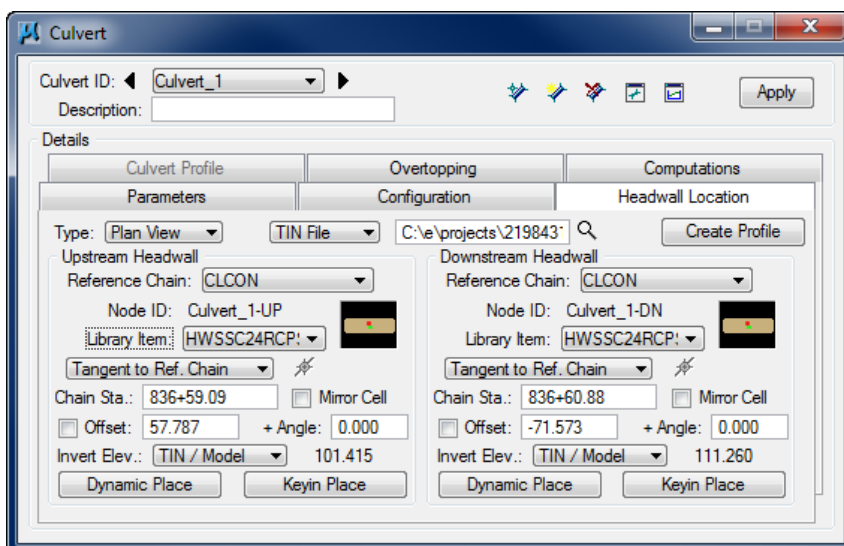 Culvert
Culvert ID: Culvert_1
Apply
Description:
Details
Culvert Profile Overtopping Computations
Parameters Configuration Headwall Location
Type: Plan View TIN File C:\e\projects\219843 Create Profile
Upstream Headwall Downstream Headwall
Reference Chain: CLCON Reference Chain: CLCON
Node ID: Culvert_1-UP Node ID: Culvert_1-DN
Library Item: HWSSC24RCP Library Item: HWSSC24RCP
Tangent to Ref. Chain Tangent to Ref. Chain
Chain Sta.: 836+59.09 Mirror Cell Chain Sta.: 836+60.88 Mirror Cell
Offset: 57.787 + Angle: 0.000 Offset: -71.573 + Angle: 0.000
Invert Elev.: TIN / Model 101.415 Invert Elev.: TIN / Model 111.260
Dynamic Place Keyin Place Dynamic Place Keyin Place